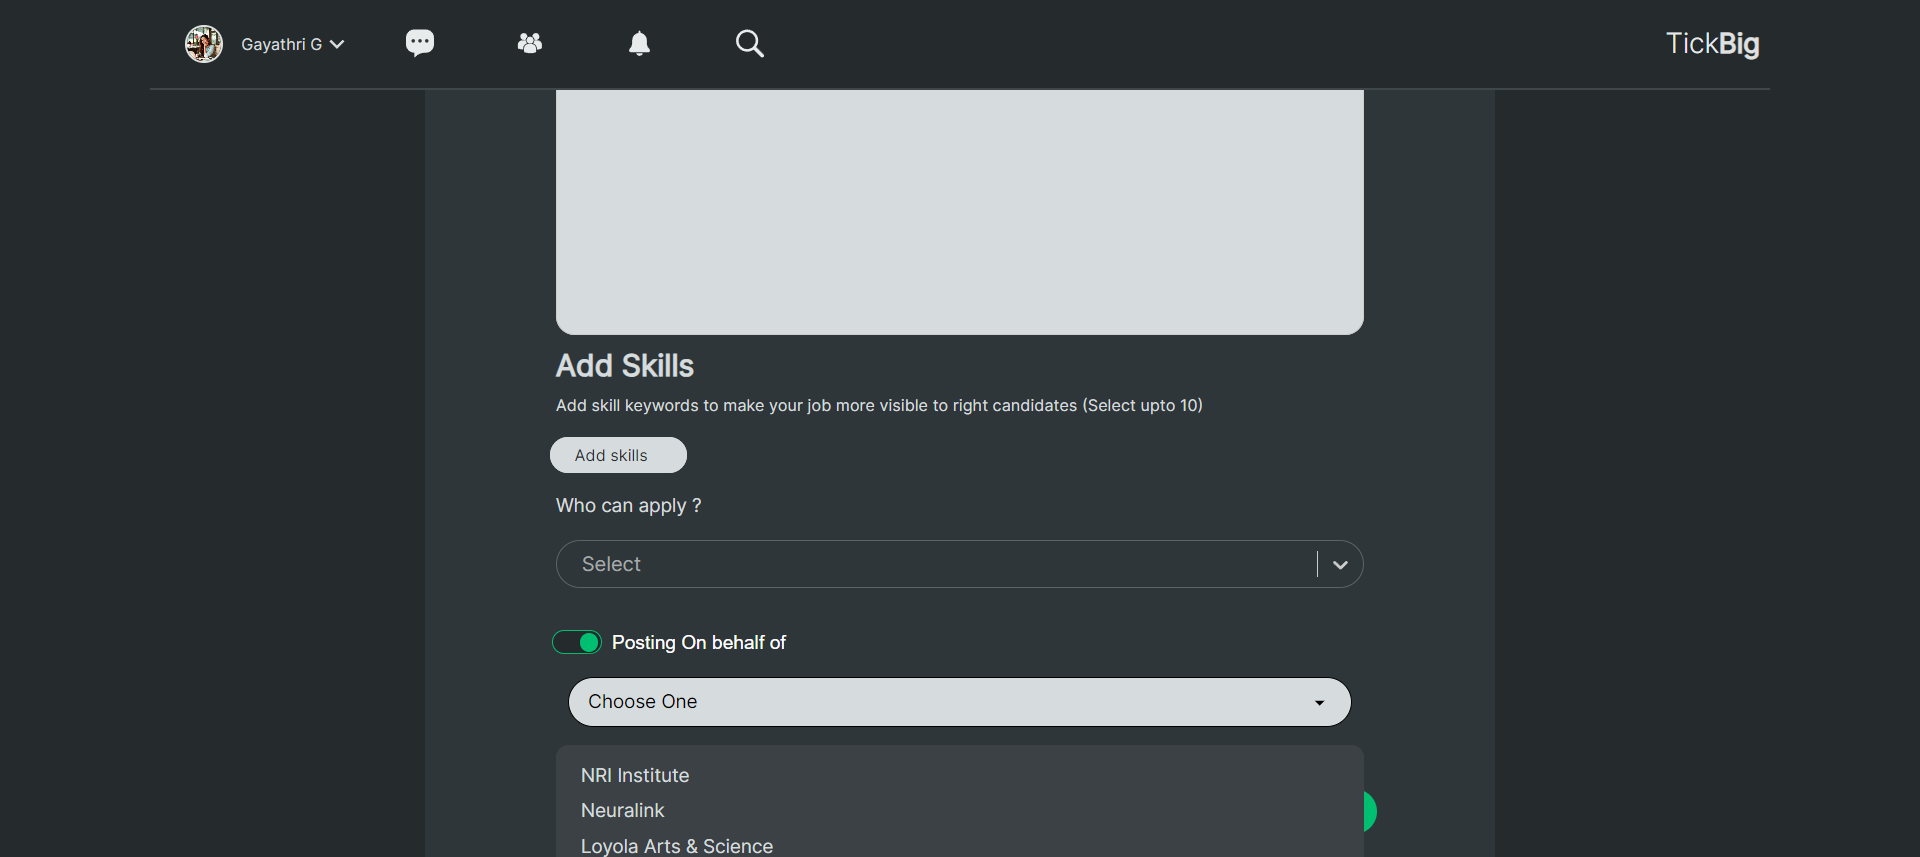 Gayathri G
TickBig
Add Skills
Add skill keywords to make your job more visible to right candidates (Select upto 10)
Add skills
Who can apply ?
Select
Posting On behalf of
Choose One
NRI Institute
Neuralink
Loyola Arts & Science